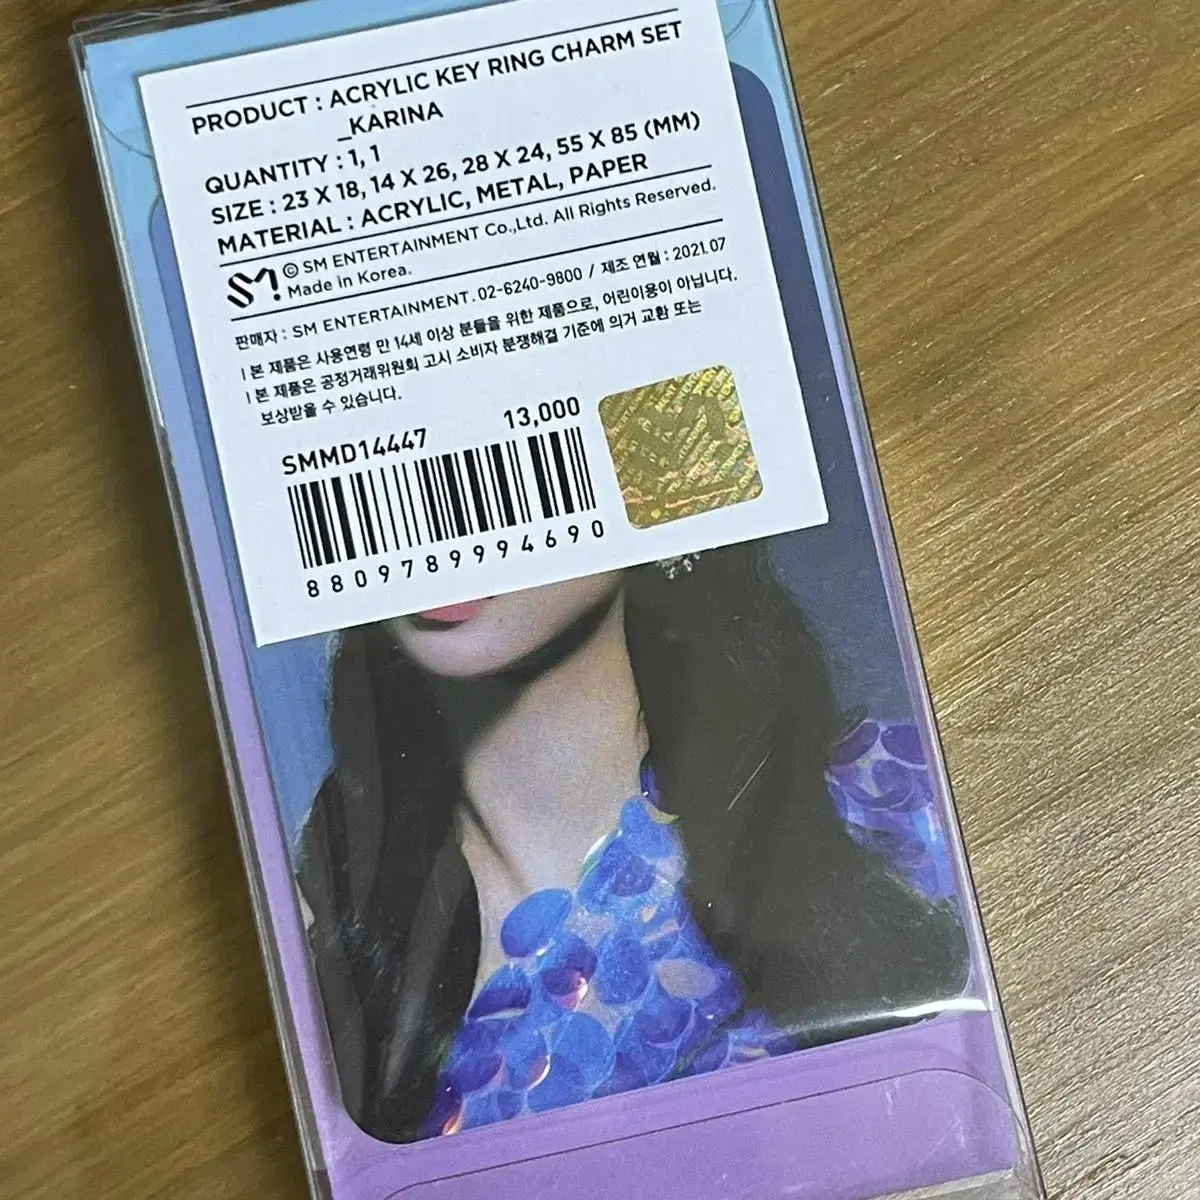 PRODUCT : ACRYLIC KEY RING CHARM SET
_KARINA
QUANTITY : 1, 1
SIZE : 23 X 18, 14 X 26, 28 X 24, 55 X 85 (MM)
MATERIAL : ACRYLIC, METAL, PAPER
SM
© SM ENTERTAINMENT Co.,Ltd. All Rights Reserved.
Made in Korea.
판매자 : SM ENTERTAINMENT. 02-6240-9800 / 제조 연월 : 2021.07
| 본 제품은 사용연령 만 14세 이상 분들을 위한 제품으로, 어린이용이 아닙니다.
| 본 제품은 공정거래위원회 고시 소비자 분쟁해결 기준에 의거 교환 또는
보상받을 수 있습니다.
SMMD14447 13,000
8809789994690